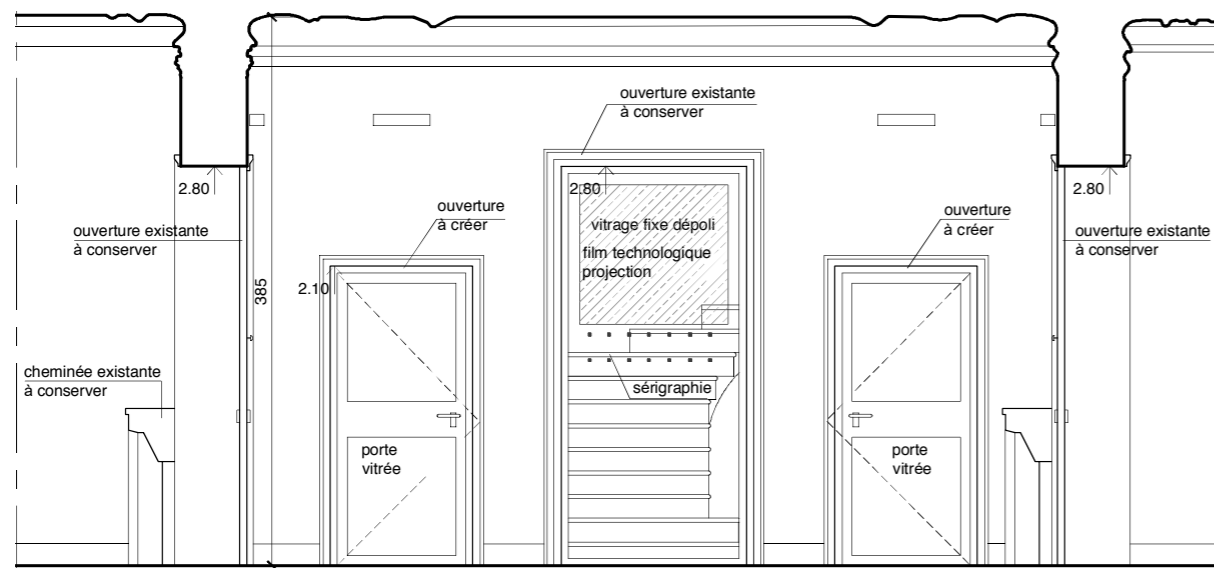 ouverture existante
à conserver
2.80
2.80
2.80
ouverture existante
à conserver
ouverture
à créer
vitrage fixe dépoli
film technologique
projection
ouverture
à créer
ouverture existante
à conserver
385
2.10
cheminée existante
à conserver
sérigraphie
porte
vitrée
porte
vitrée